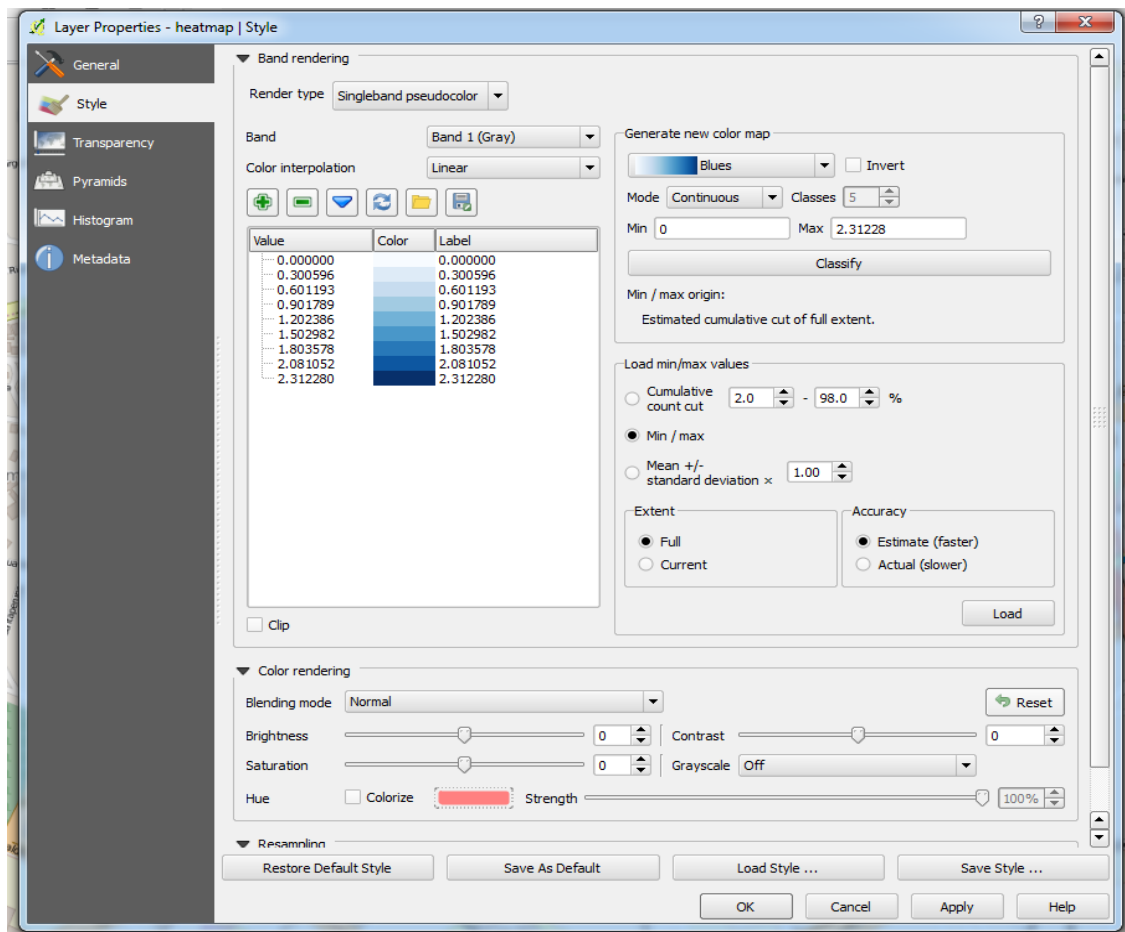 Layer Properties - heatmap | Style
General
Style
Transparency
Pyramids
Histogram
Metadata
Band rendering
Render type Singleband pseudocolor
Band Band 1 (Gray)
Color interpolation Linear
Value Color Label
0.000000 0.000000
0.300596 0.300596
0.601193 0.601193
0.901789 0.901789
1.202386 1.202386
1.502982 1.502982
1.803578 1.803578
2.081052 2.081052
2.312280 2.312280
Clip
Generate new color map
Blues Invert
Mode Continuous Classes 5
Min 0 Max 2.31228
Classify
Min / max origin:
Estimated cumulative cut of full extent.
Load min/max values
Cumulative
count cut 2.0 - 98.0 %
Min / max
Mean +/-
standard deviation × 1.00
Extent
Full
Current
Accuracy
Estimate (faster)
Actual (slower)
Load
Color rendering
Blending mode Normal Reset
Brightness 0 Contrast 0
Saturation 0 Grayscale Off
Hue Colorize Strength 100%
Resampling
Restore Default Style Save As Default Load Style ... Save Style ...
OK Cancel Apply Help